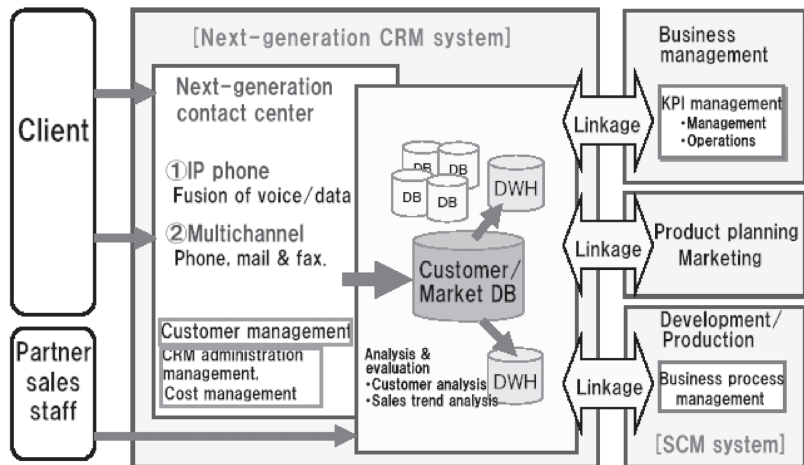 [Next-generation CRM system]
Client
Partner
sales
staff
Next-generation
contact center
①IP phone
Fusion of voice/data
②Multichannel
Phone, mail & fax.
Customer management
CRM administration
management,
Cost management
DB
DB
DB
DB
DWH
Customer/
Market DB
DWH
Analysis &
evaluation
・Customer analysis
・Sales trend analysis
Linkage
Linkage
Linkage
Business
management
KPI management
・Management
・Operations
Product planning
Marketing
Development/
Production
Business process
management
[SCM system]